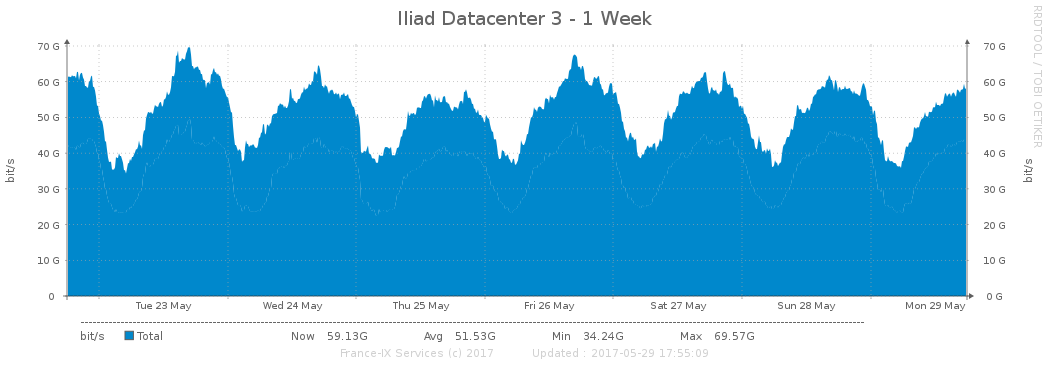 Iliad Datacenter 3 - 1 Week
RRDTOOL / TOBI OETIKER
70 G 70 G
60 G 60 G
50 G 50 G
40 G 40 G
30 G 30 G
20 G 20 G
10 G 10 G
0 0 G
bit/s bit/s
Tue 23 May Wed 24 May Thu 25 May Fri 26 May Sat 27 May Sun 28 May Mon 29 May
bit/s Total Now 59.13G Avg 51.53G Min 34.24G Max 69.57G
France-IX Services (c) 2017 Updated : 2017-05-29 17:55:09